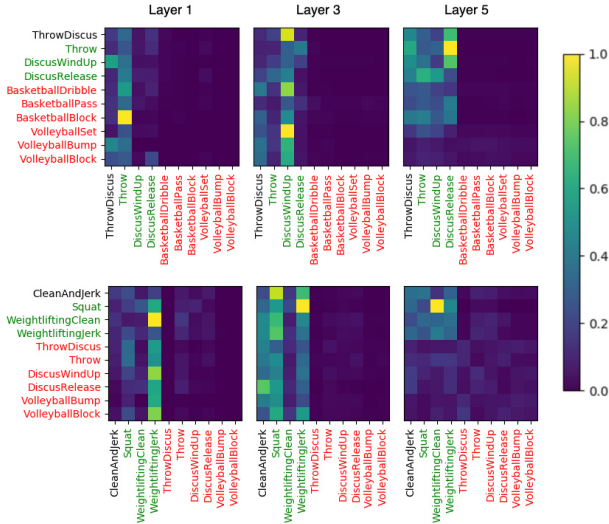 Layer 1
Layer 3
Layer 5
ThrowDiscus
Throw
DiscusWindUp
DiscusRelease
BasketballDribble
BasketballPass
BasketballBlock
VolleyballSet
VolleyballBump
VolleyballBlock
ThrowDiscus
Throw
DiscusWindUp
DiscusRelease
BasketballDribble
BasketballPass
BasketballBlock
VolleyballSet
VolleyballBump
VolleyballBlock
ThrowDiscus
Throw
DiscusWindUp
DiscusRelease
BasketballDribble
BasketballPass
BasketballBlock
VolleyballSet
VolleyballBump
VolleyballBlock
ThrowDiscus
Throw
DiscusWindUp
DiscusRelease
BasketballDribble
BasketballPass
BasketballBlock
VolleyballSet
VolleyballBump
VolleyballBlock
1.0
0.8
0.6
0.4
0.2
0.0
CleanAndJerk
Squat
WeightliftingClean
WeightliftingJerk
ThrowDiscus
Throw
DiscusWindUp
DiscusRelease
VolleyballBump
VolleyballBlock
CleanAndJerk
Squat
WeightliftingClean
WeightliftingJerk
ThrowDiscus
Throw
DiscusWindUp
DiscusRelease
VolleyballBump
VolleyballBlock
CleanAndJerk
Squat
WeightliftingClean
WeightliftingJerk
ThrowDiscus
Throw
DiscusWindUp
DiscusRelease
VolleyballBump
VolleyballBlock
CleanAndJerk
Squat
WeightliftingClean
WeightliftingJerk
ThrowDiscus
Throw
DiscusWindUp
DiscusRelease
VolleyballBump
VolleyballBlock